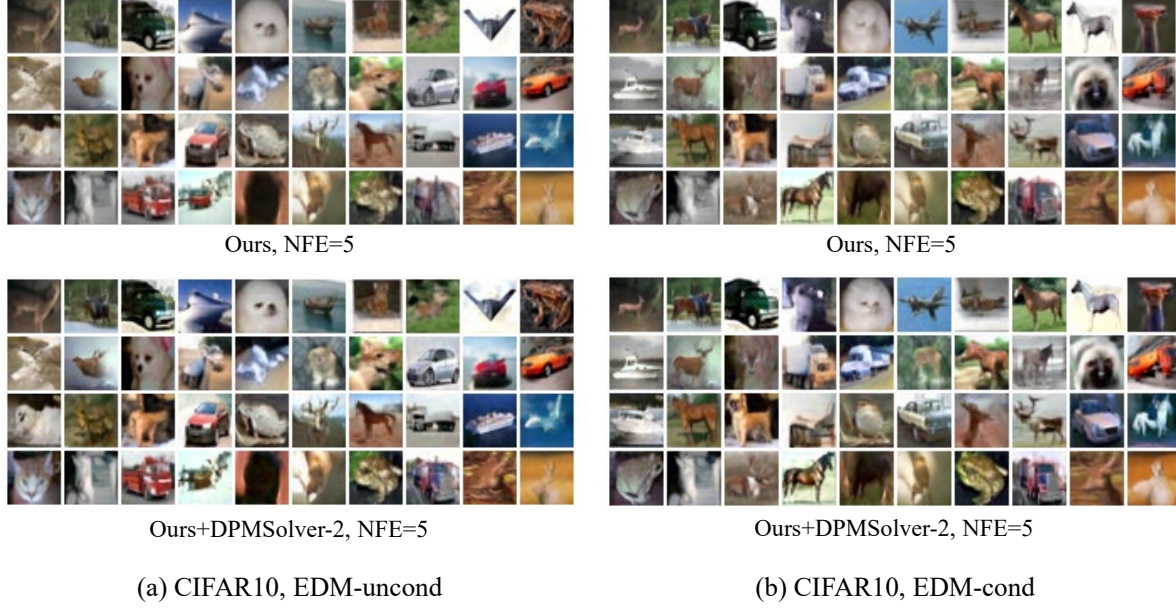 Ours, NFE=5
Ours, NFE=5
Ours+DPMSolver-2, NFE=5
Ours+DPMSolver-2, NFE=5
(a) CIFAR10, EDM-uncond
(b) CIFAR10, EDM-cond